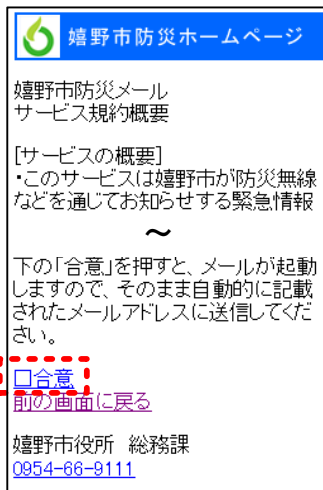 嬉野市防災ホームページ
嬉野市防災メール
サービス規約概要
[サービスの概要]
・このサービスは嬉野市が防災無線
などを通じてお知らせする緊急情報
～
下の「合意」を押すと、メールが起動
しますので、そのまま自動的に記載
されたメールアドレスに送信してくだ
さい。
□合意
前の画面に戻る
嬉野市役所 総務課
0954-66-9111